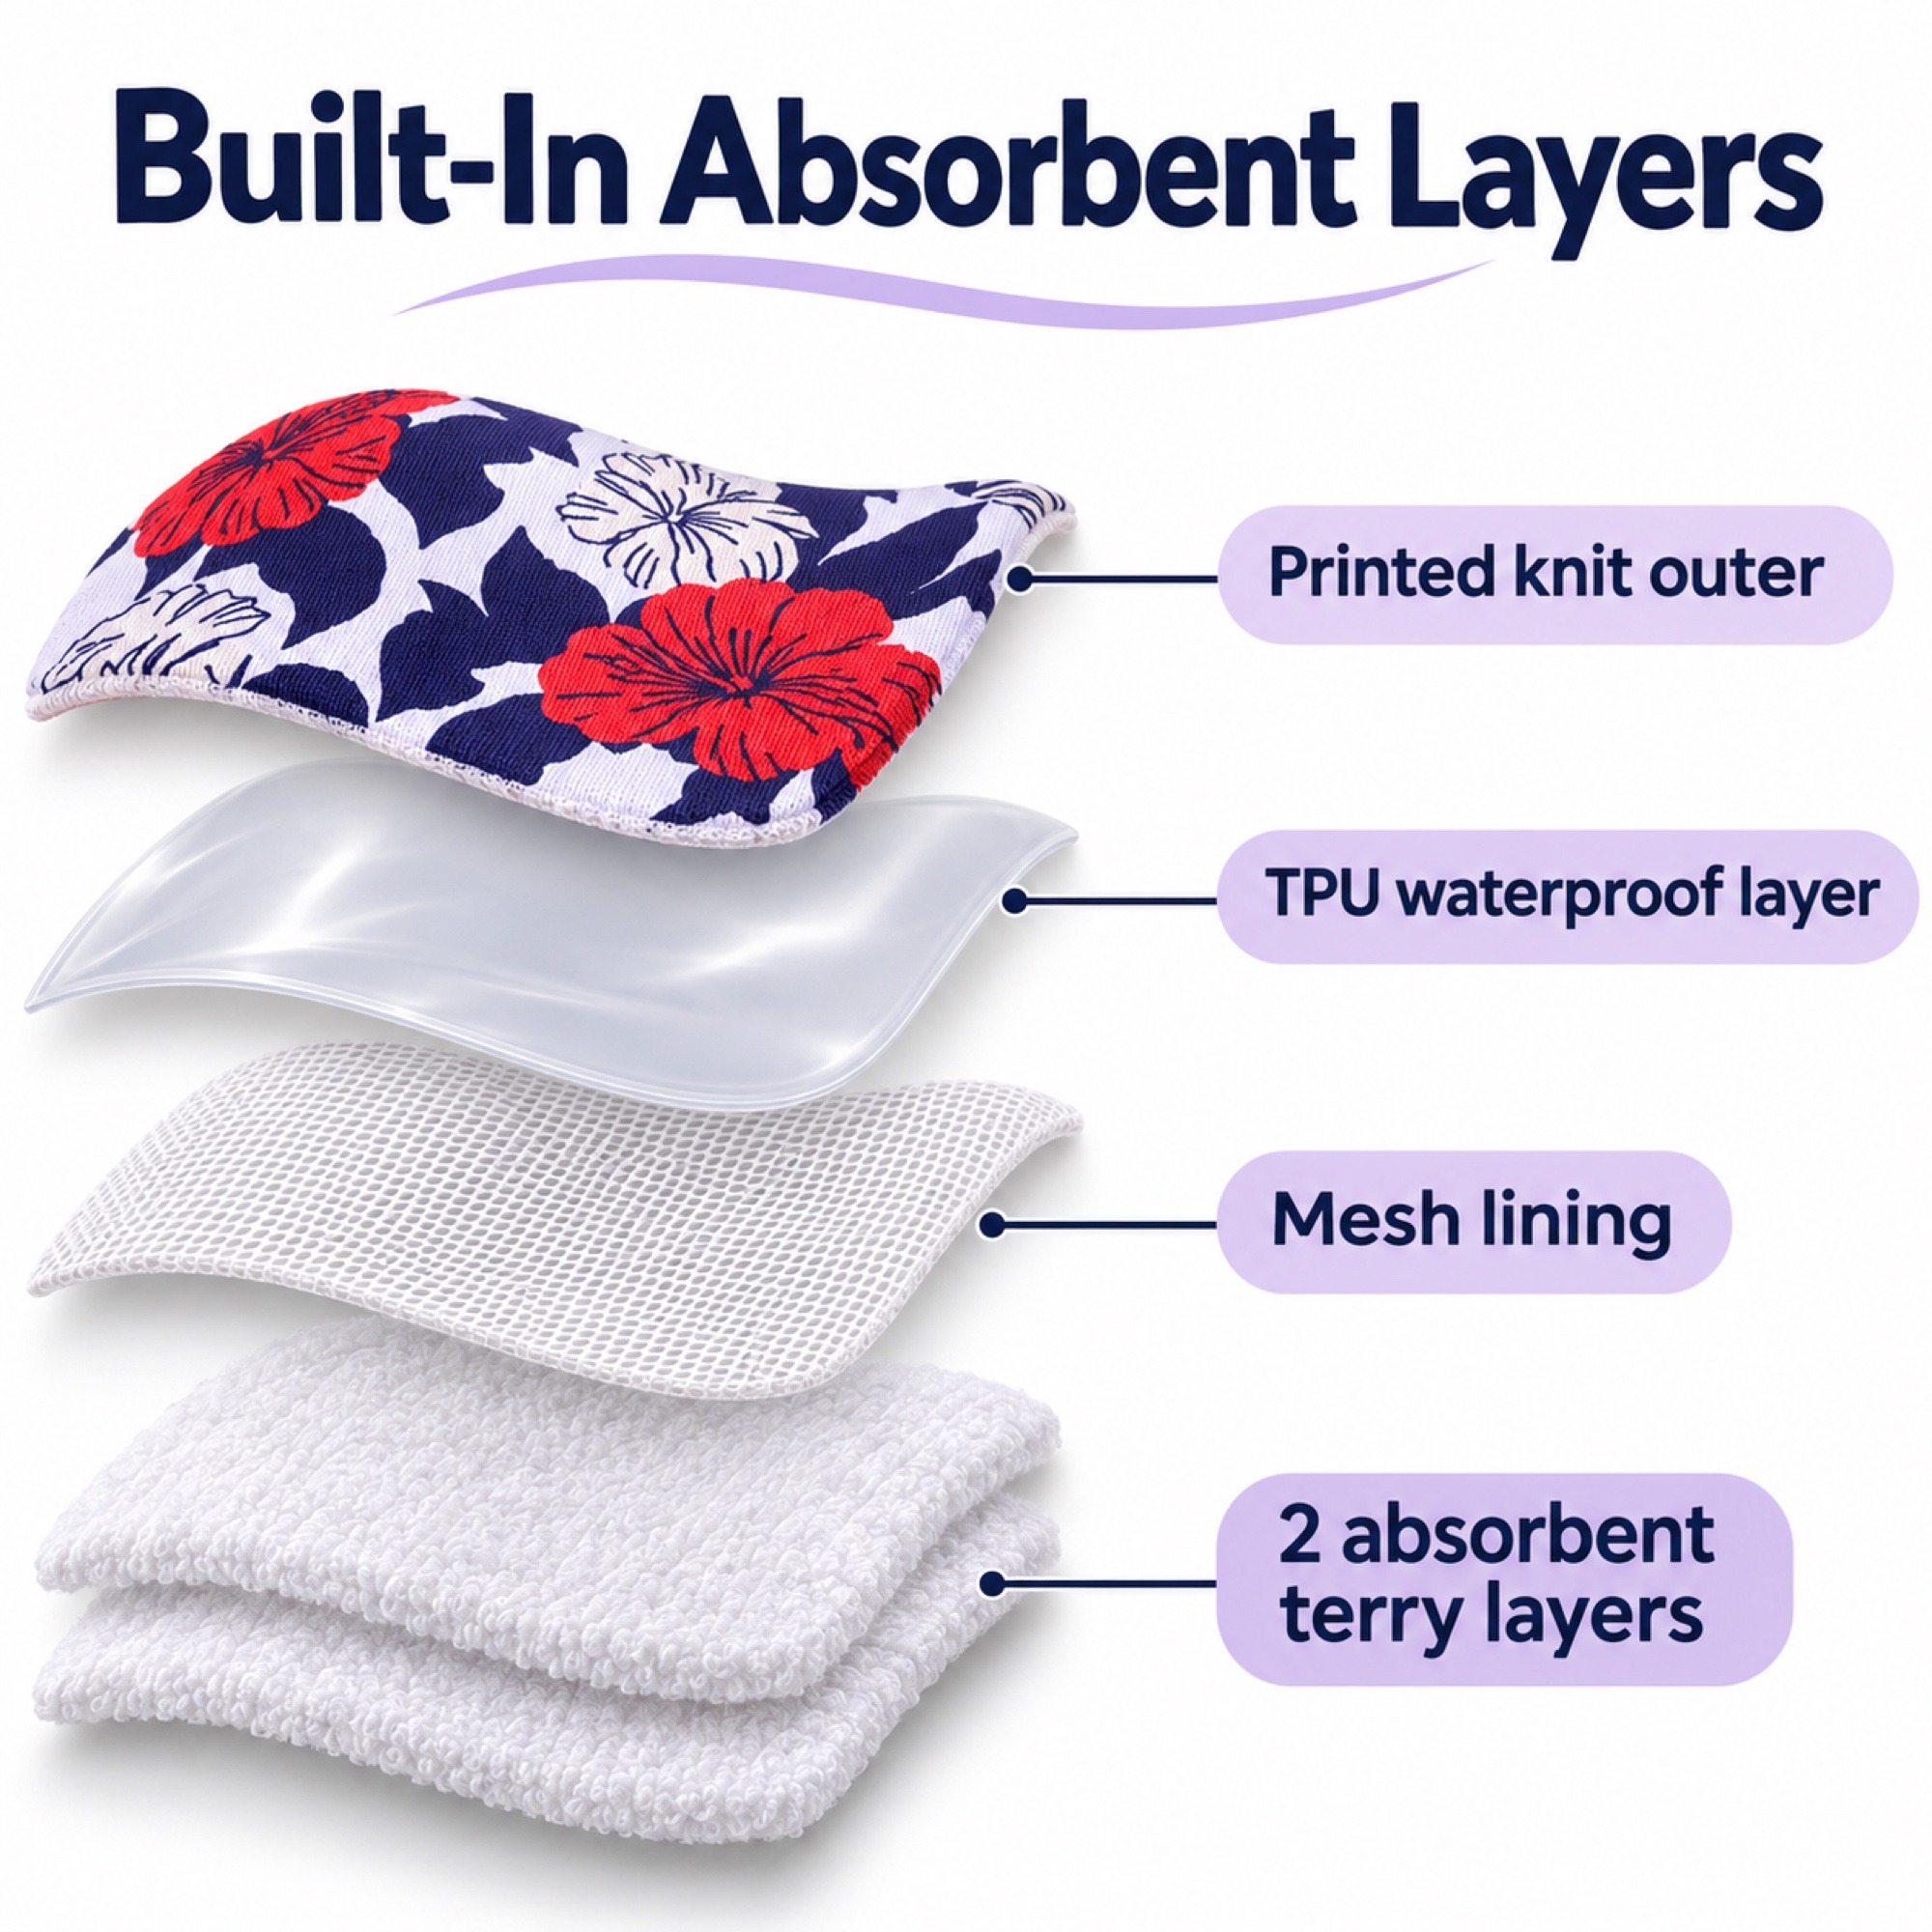 Built-In Absorbent Layers
Printed knit outer
TPU waterproof layer
Mesh lining
2 absorbent
terry layers